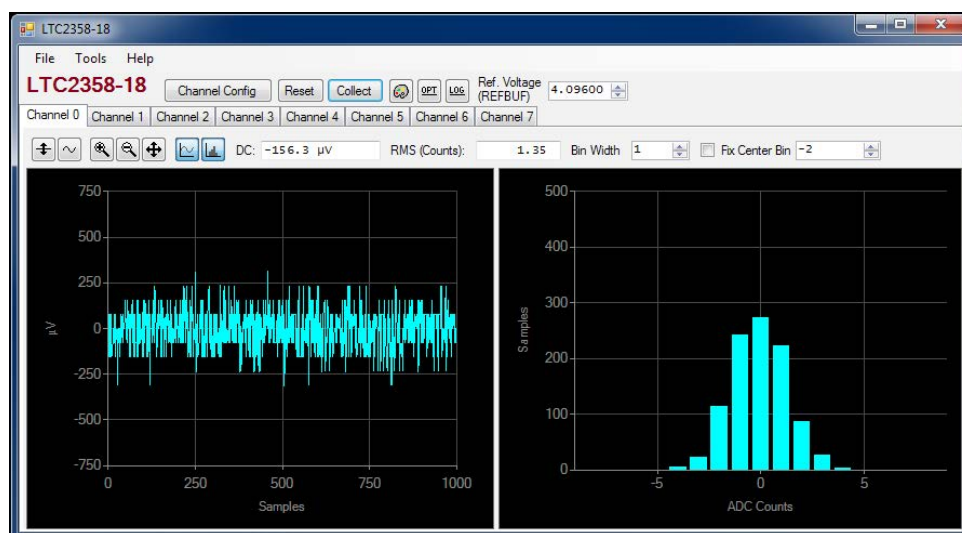 LTC2358-18
File Tools Help
LTC2358-18 Channel Config Reset Collect OPT LOG Ref. Voltage (REFBUF) 4.09600
Channel 0 Channel 1 Channel 2 Channel 3 Channel 4 Channel 5 Channel 6 Channel 7
DC: -156.3 µV RMS (Counts): 1.35 Bin Width 1 Fix Center Bin -2
750
500
250
0
-250
-500
-750
µV
0 250 500 750 1000
Samples
500
400
300
200
100
0
Samples
-5 0 5
ADC Counts